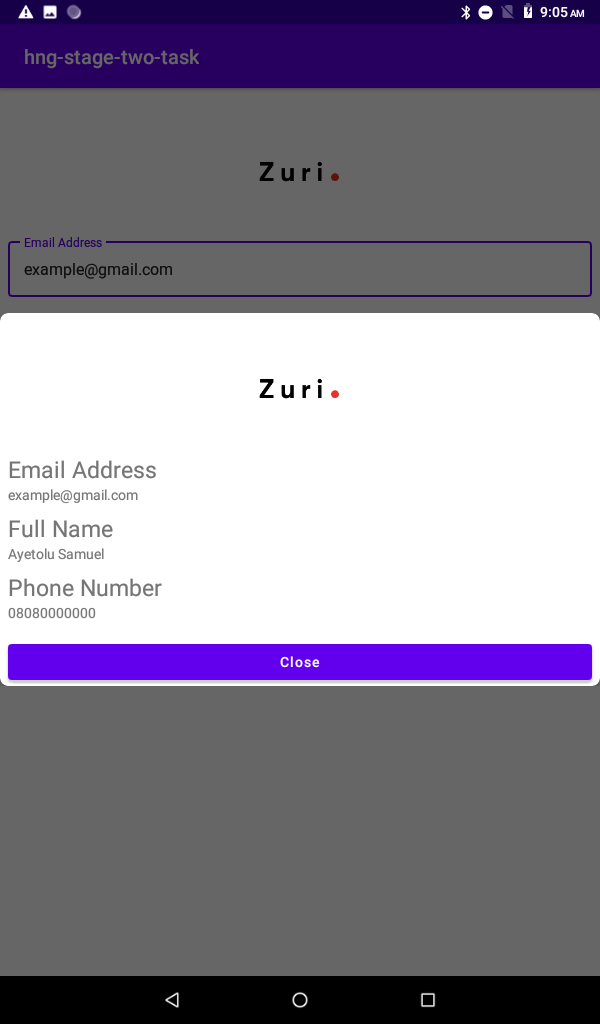 9:05 AM
hng-stage-two-task
Zuri.
Email Address
example@gmail.com
Zuri.
Email Address
example@gmail.com
Full Name
Ayetolu Samuel
Phone Number
08080000000
Close